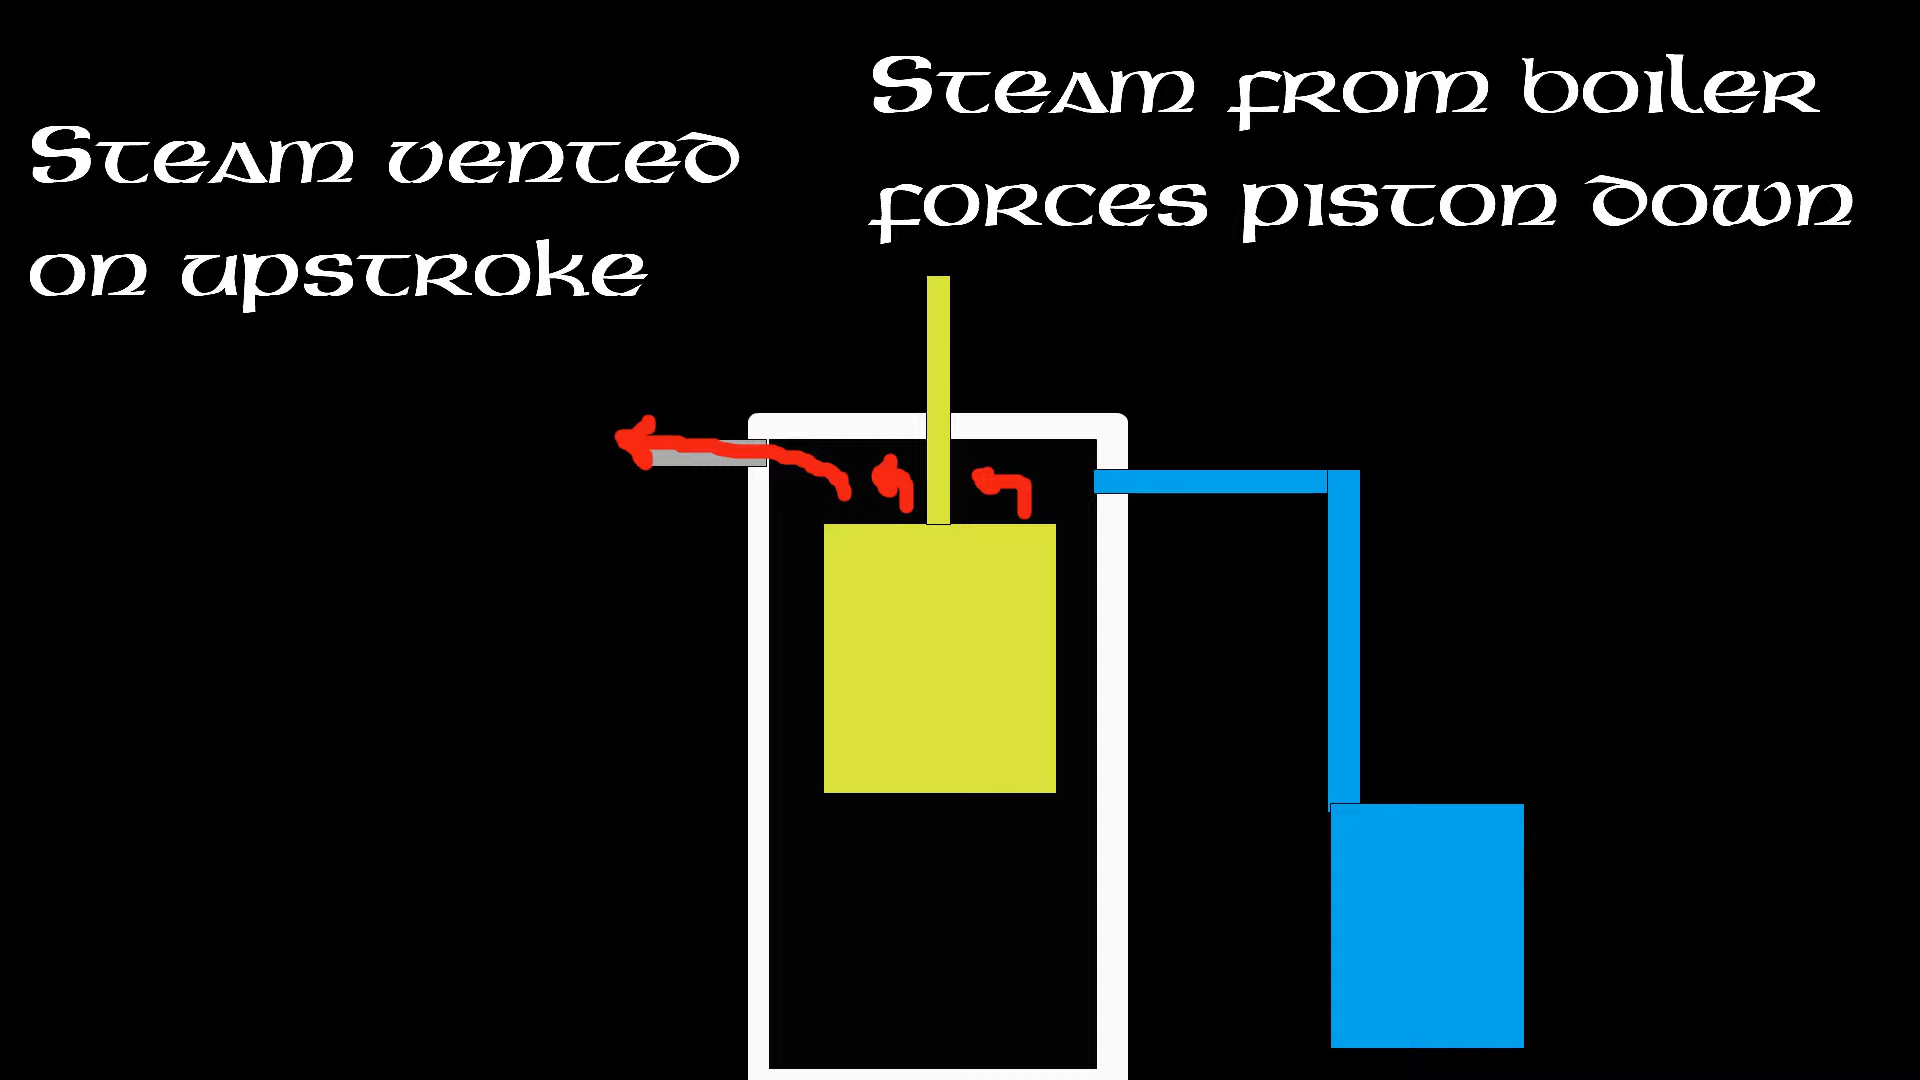 Steam vented
on upstroke
Steam from boiler
forces piston down